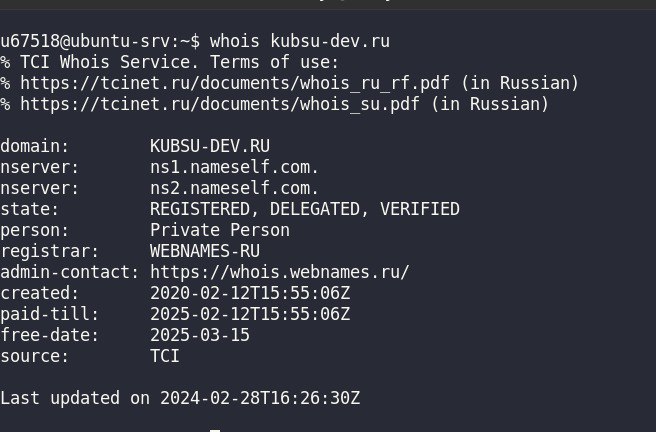 u67518@ubuntu-srv:~$ whois kubsu-dev.ru
% TCI Whois Service. Terms of use:
% https://tcinet.ru/documents/whois_ru_rf.pdf (in Russian)
% https://tcinet.ru/documents/whois_su.pdf (in Russian)
domain: KUBSU-DEV.RU
nserver: ns1.nameself.com.
nserver: ns2.nameself.com.
state: REGISTERED, DELEGATED, VERIFIED
person: Private Person
registrar: WEBNAMES-RU
admin-contact: https://whois.webnames.ru/
created: 2020-02-12T15:55:06Z
paid-till: 2025-02-12T15:55:06Z
free-date: 2025-03-15
source: TCI
Last updated on 2024-02-28T16:26:30Z